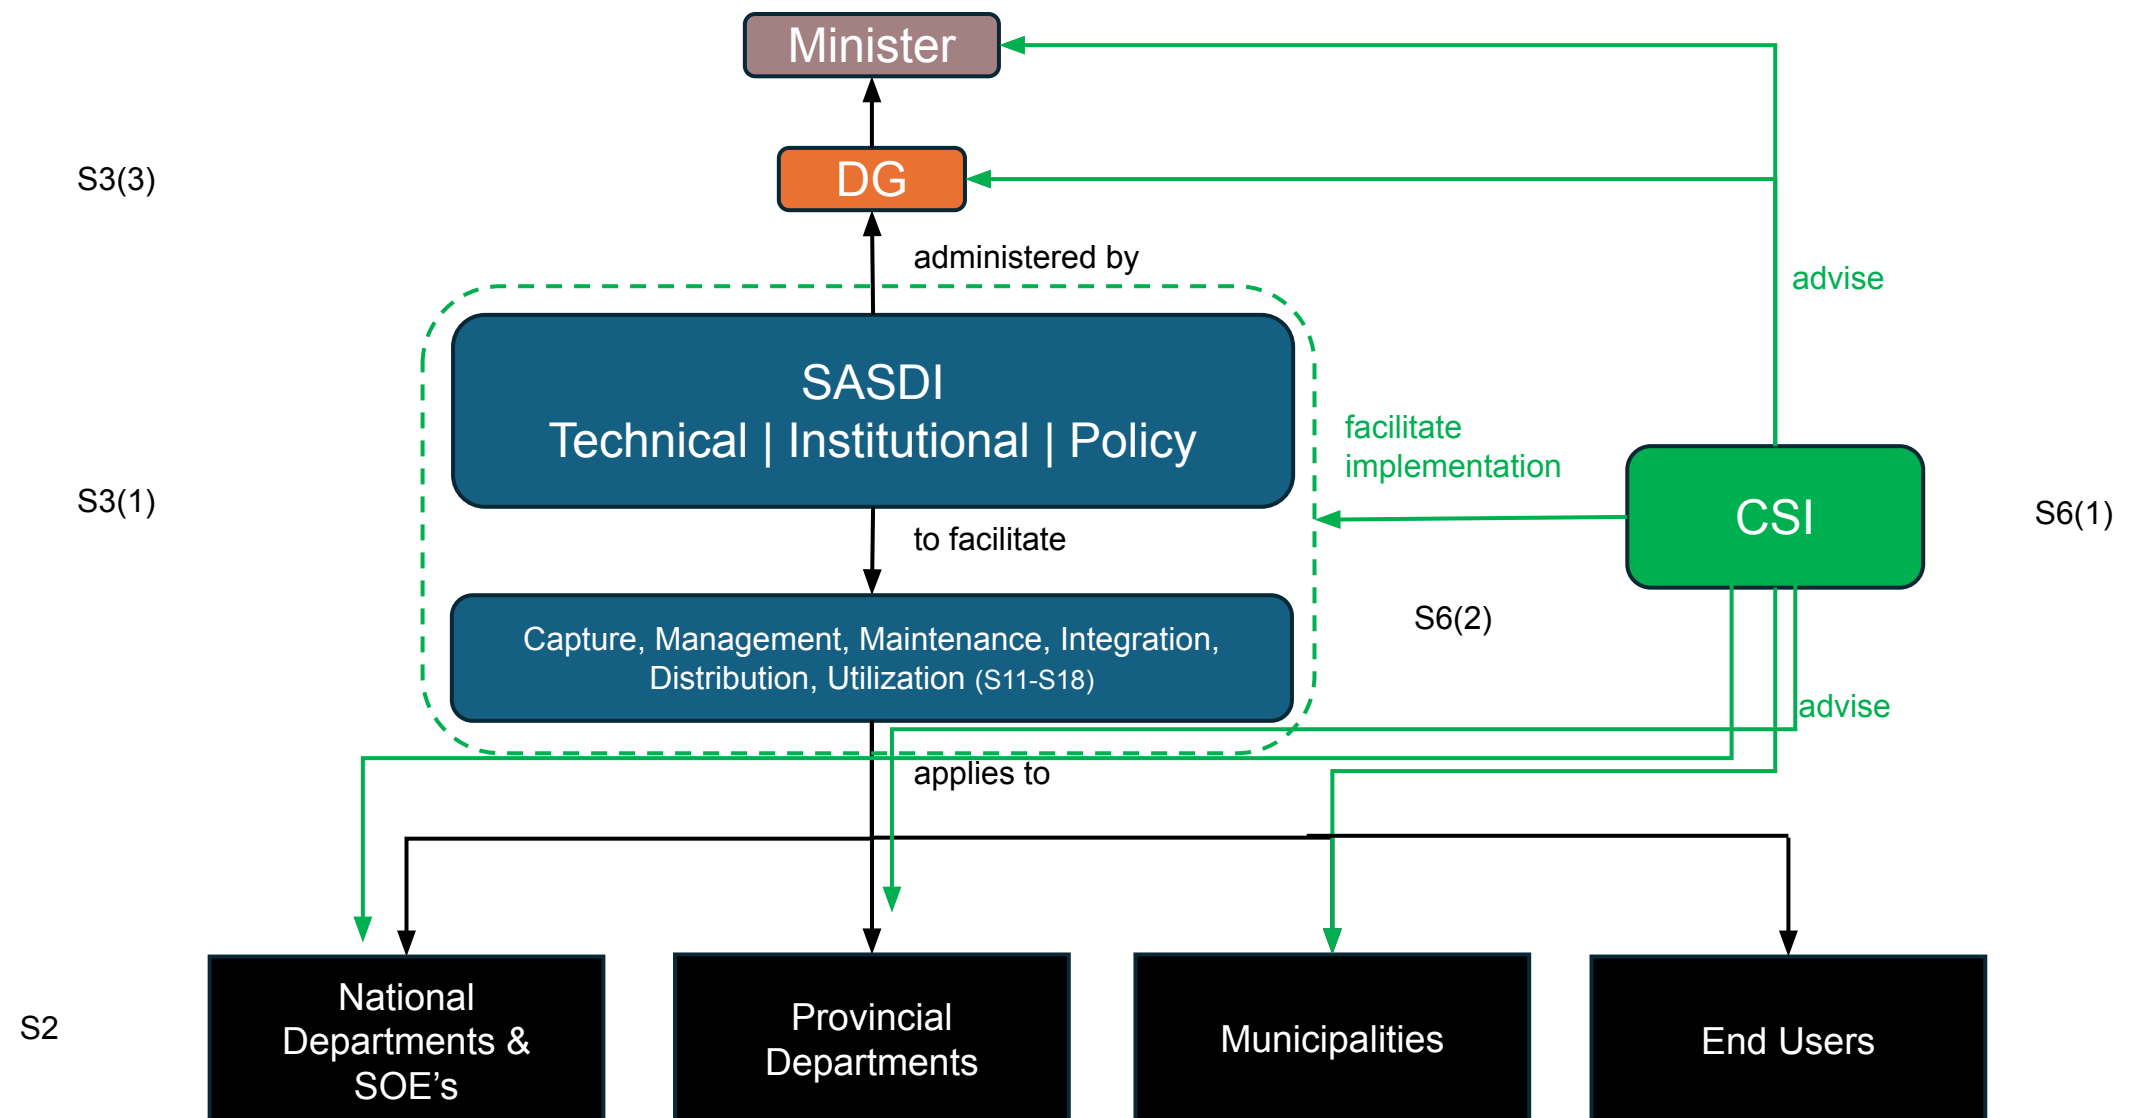 Minister
S3(3)
DG
administered by
advise
SASDI
Technical | Institutional | Policy
facilitate
implementation
S3(1)
CSI
S6(1)
to facilitate
S6(2)
Capture, Management, Maintenance, Integration,
Distribution, Utilization (S11-S18)
advise
applies to
S2
National
Departments &
SOE’s
Provincial
Departments
Municipalities
End Users